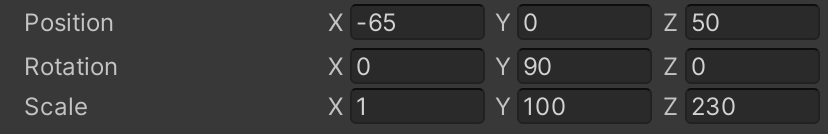 Position X -65 Y 0 Z 50
Rotation X 0 Y 90 Z 0
Scale X 1 Y 100 Z 230